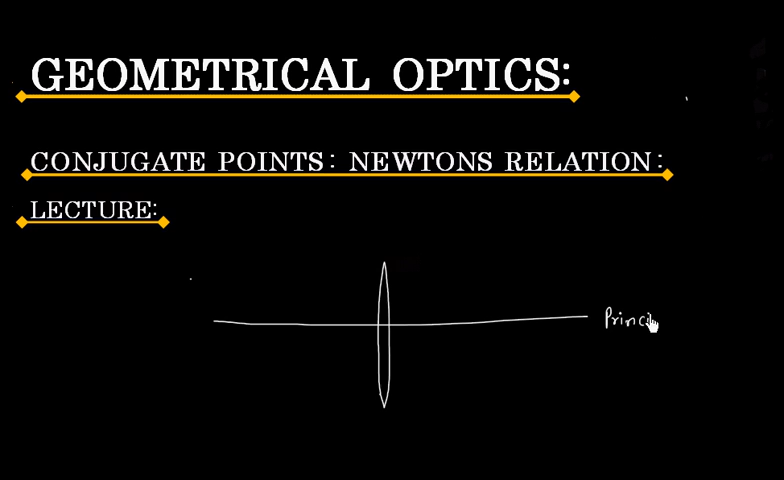 GEOMETRICAL OPTICS:
CONJUGATE POINTS: NEWTONS RELATION:
LECTURE:
Princi